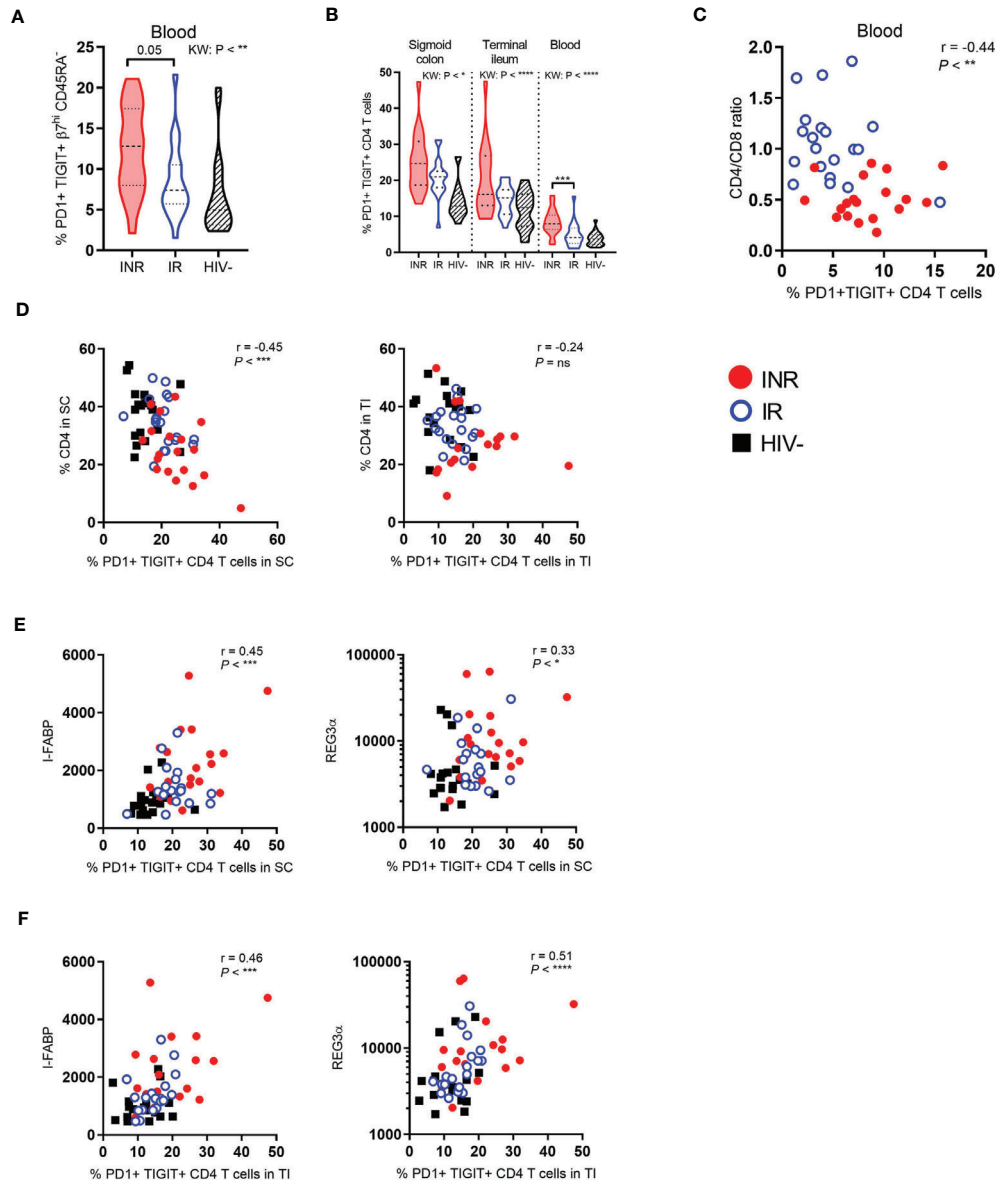 A
Blood
0.05
KW: P < **
% PD1+ TIGIT+ β7hi CD45RA-
25
20
15
10
5
0
INR
IR
HIV-
B
Sigmoid colon
Terminal ileum
Blood
KW: P < *
KW: P < ****
KW: P < ****
***
% PD1+ TIGIT+ CD4 T cells
50
40
30
20
10
0
INR
IR
HIV-
INR
IR
HIV-
INR
IR
HIV-
C
Blood
r = -0.44
P < **
CD4/CD8 ratio
2.0
1.5
1.0
0.5
0.0
0
5
10
15
20
% PD1+TIGIT+ CD4 T cells
INR
IR
HIV-
D
r = -0.45
P < ***
% CD4 in SC
60
40
20
0
0
20
40
60
% PD1+ TIGIT+ CD4 T cells in SC
r = -0.24
P = ns
% CD4 in TI
60
40
20
0
0
10
20
30
40
50
% PD1+ TIGIT+ CD4 T cells in TI
E
r = 0.45
P < ***
I-FABP
6000
4000
2000
0
0
10
20
30
40
50
% PD1+ TIGIT+ CD4 T cells in SC
r = 0.33
P < *
REG3α
100000
10000
1000
0
10
20
30
40
50
% PD1+ TIGIT+ CD4 T cells in SC
F
r = 0.46
P < ***
I-FABP
6000
4000
2000
0
0
10
20
30
40
50
% PD1+ TIGIT+ CD4 T cells in TI
r = 0.51
P < ****
REG3α
100000
10000
1000
0
10
20
30
40
50
% PD1+ TIGIT+ CD4 T cells in TI